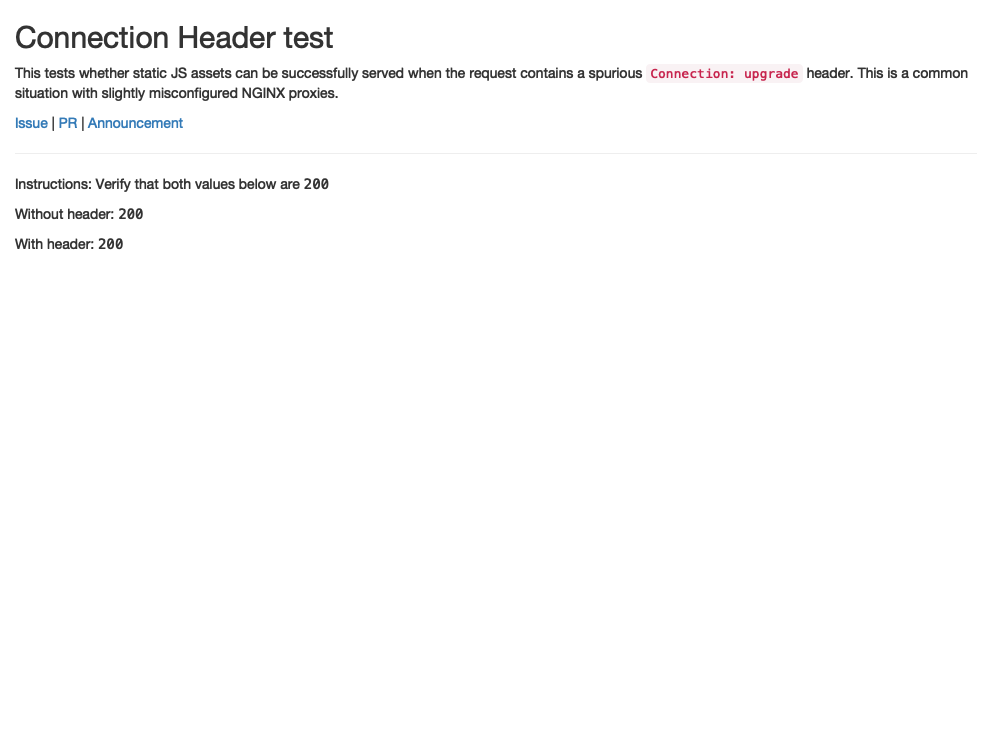 Connection Header test
This tests whether static JS assets can be successfully served when the request contains a spurious Connection: upgrade header. This is a common
situation with slightly misconfigured NGINX proxies.
Issue | PR | Announcement
Instructions: Verify that both values below are 200
Without header: 200
With header: 200